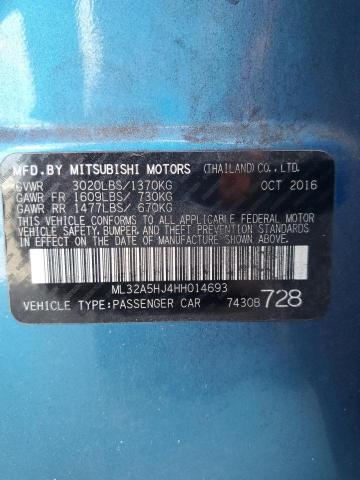 MFD.BY MITSUBISHI MOTORS (THAILAND)CO.,LTD.
GVWR 3020LBS/1370KG OCT 2016
GAWR FR 1609LBS/ 730KG
GAWR RR 1477LBS/ 670KG
THIS VEHICLE CONFORMS TO ALL APPLICABLE FEDERAL MOTOR
VEHICLE SAFETY, BUMPER, AND THEFT PREVENTION STANDARDS
IN EFFECT ON THE DATE OF MANUFACTURE SHOWN ABOVE.
ML32A5HJ4HH014693
VEHICLE TYPE:PASSENGER CAR 7430B 728